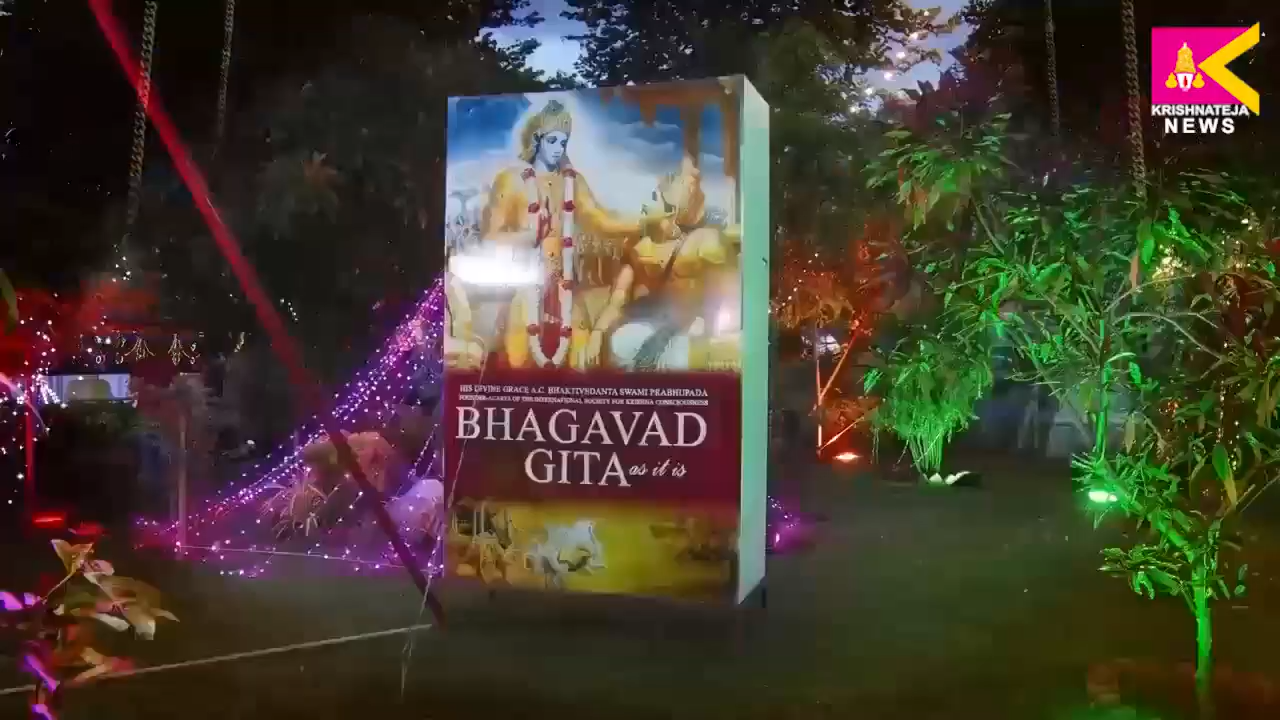 KRISHNATEJA
NEWS
HIS DIVINE GRACE A.C. BHAKTIVEDANTA SWAMI PRABHUPADA
FOUNDER-ACARYA OF THE INTERNATIONAL SOCIETY FOR KRISHNA CONSCIOUSNESS
BHAGAVAD
GITA as it is